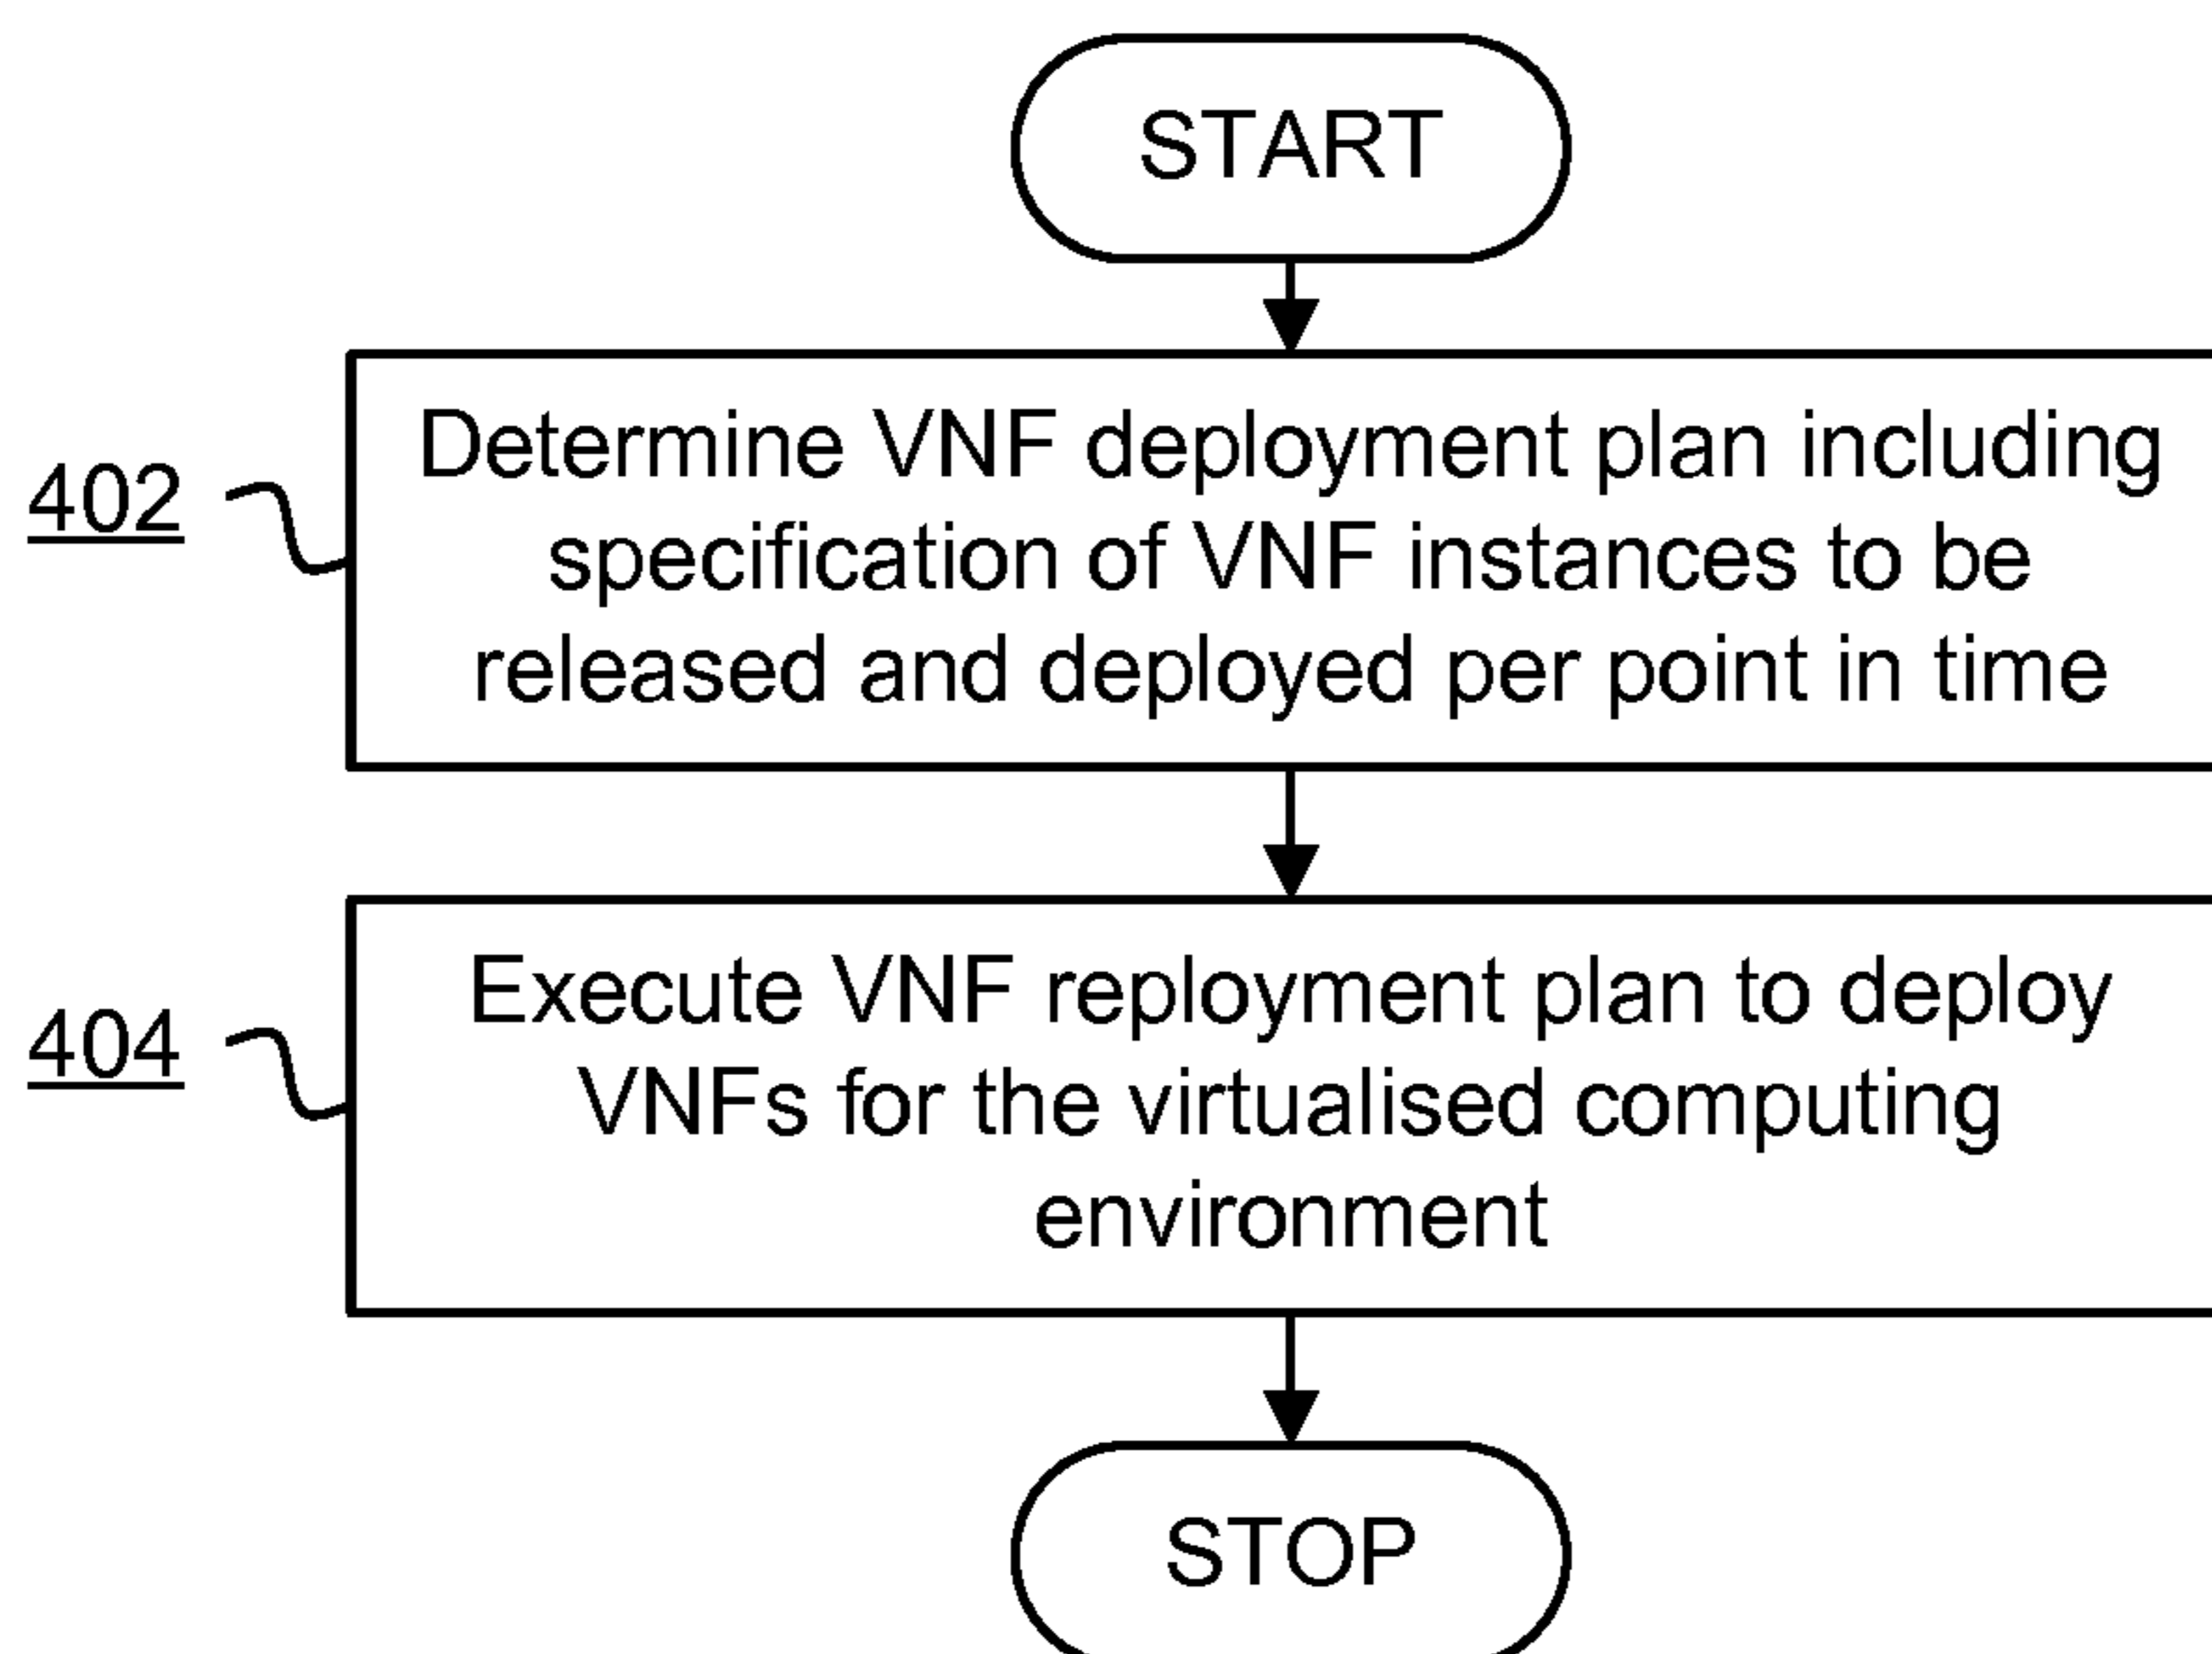 START
402
Determine VNF deployment plan including
specification of VNF instances to be
released and deployed per point in time
404
Execute VNF reployment plan to deploy
VNFs for the virtualised computing
environment
STOP